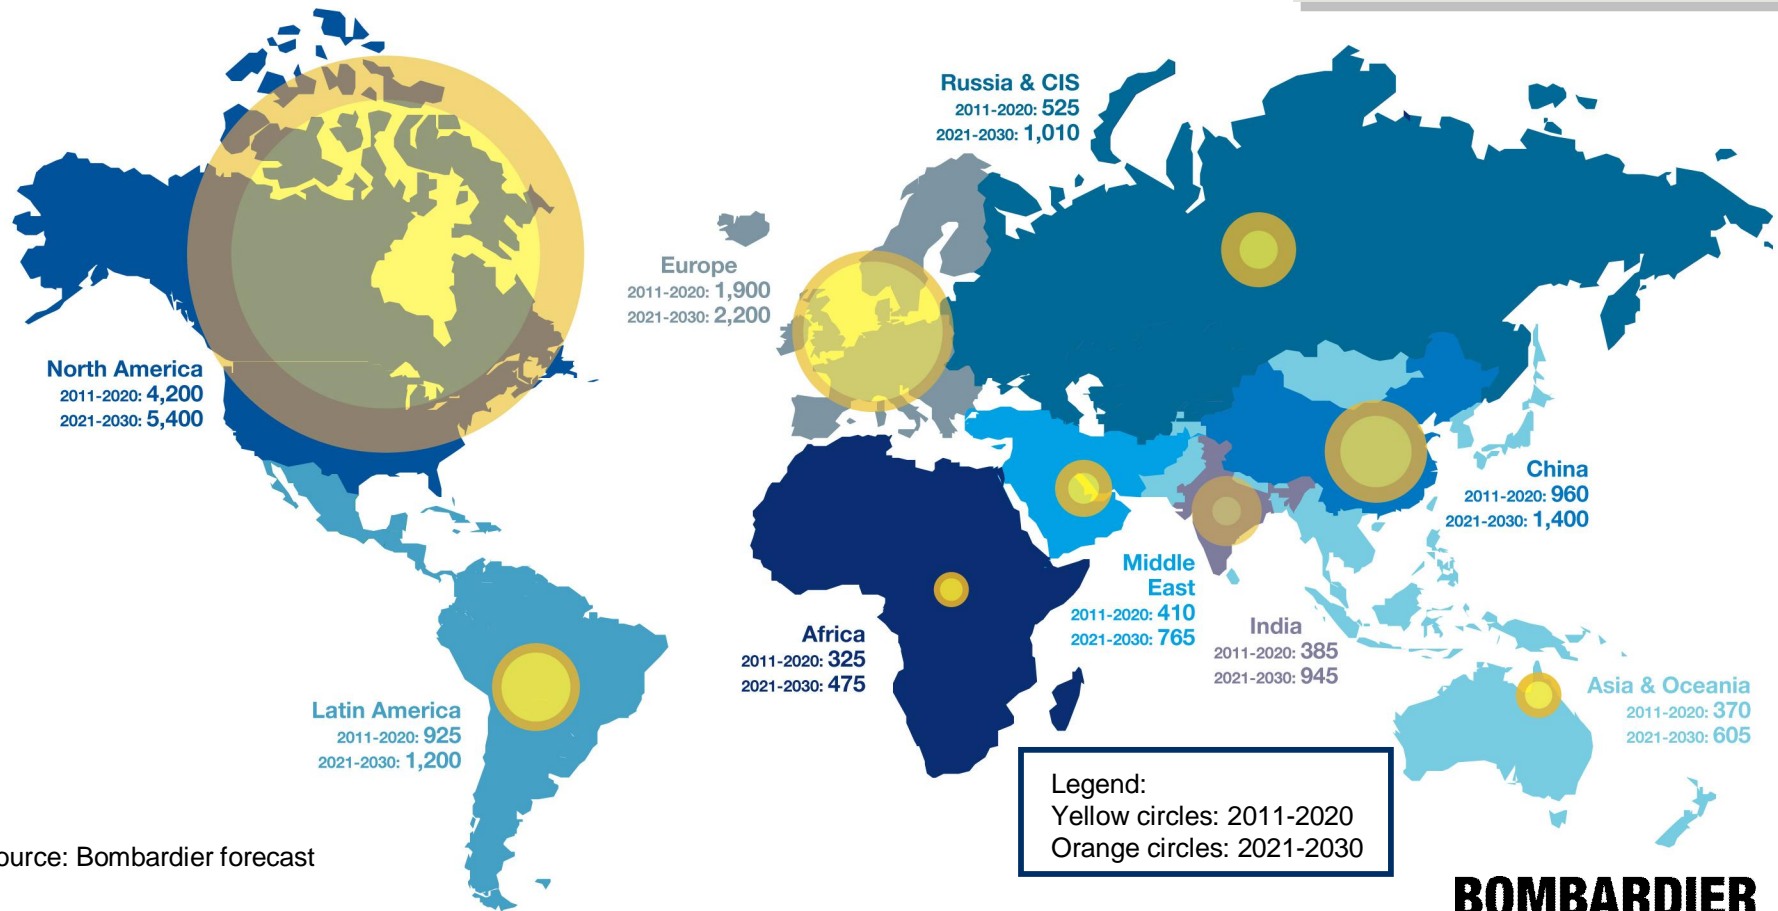 Russia & CIS
2011-2020: 525
2021-2030: 1,010
Europe
2011-2020: 1,900
2021-2030: 2,200
North America
2011-2020: 4,200
2021-2030: 5,400
China
2011-2020: 960
2021-2030: 1,400
Middle
East
2011-2020: 410
2021-2030: 765
India
2011-2020: 385
2021-2030: 945
Africa
2011-2020: 325
2021-2030: 475
Asia & Oceania
2011-2020: 370
2021-2030: 605
Latin America
2011-2020: 925
2021-2030: 1,200
Legend:
Yellow circles: 2011-2020
Orange circles: 2021-2030
ource: Bombardier forecast
BOMBARDIER